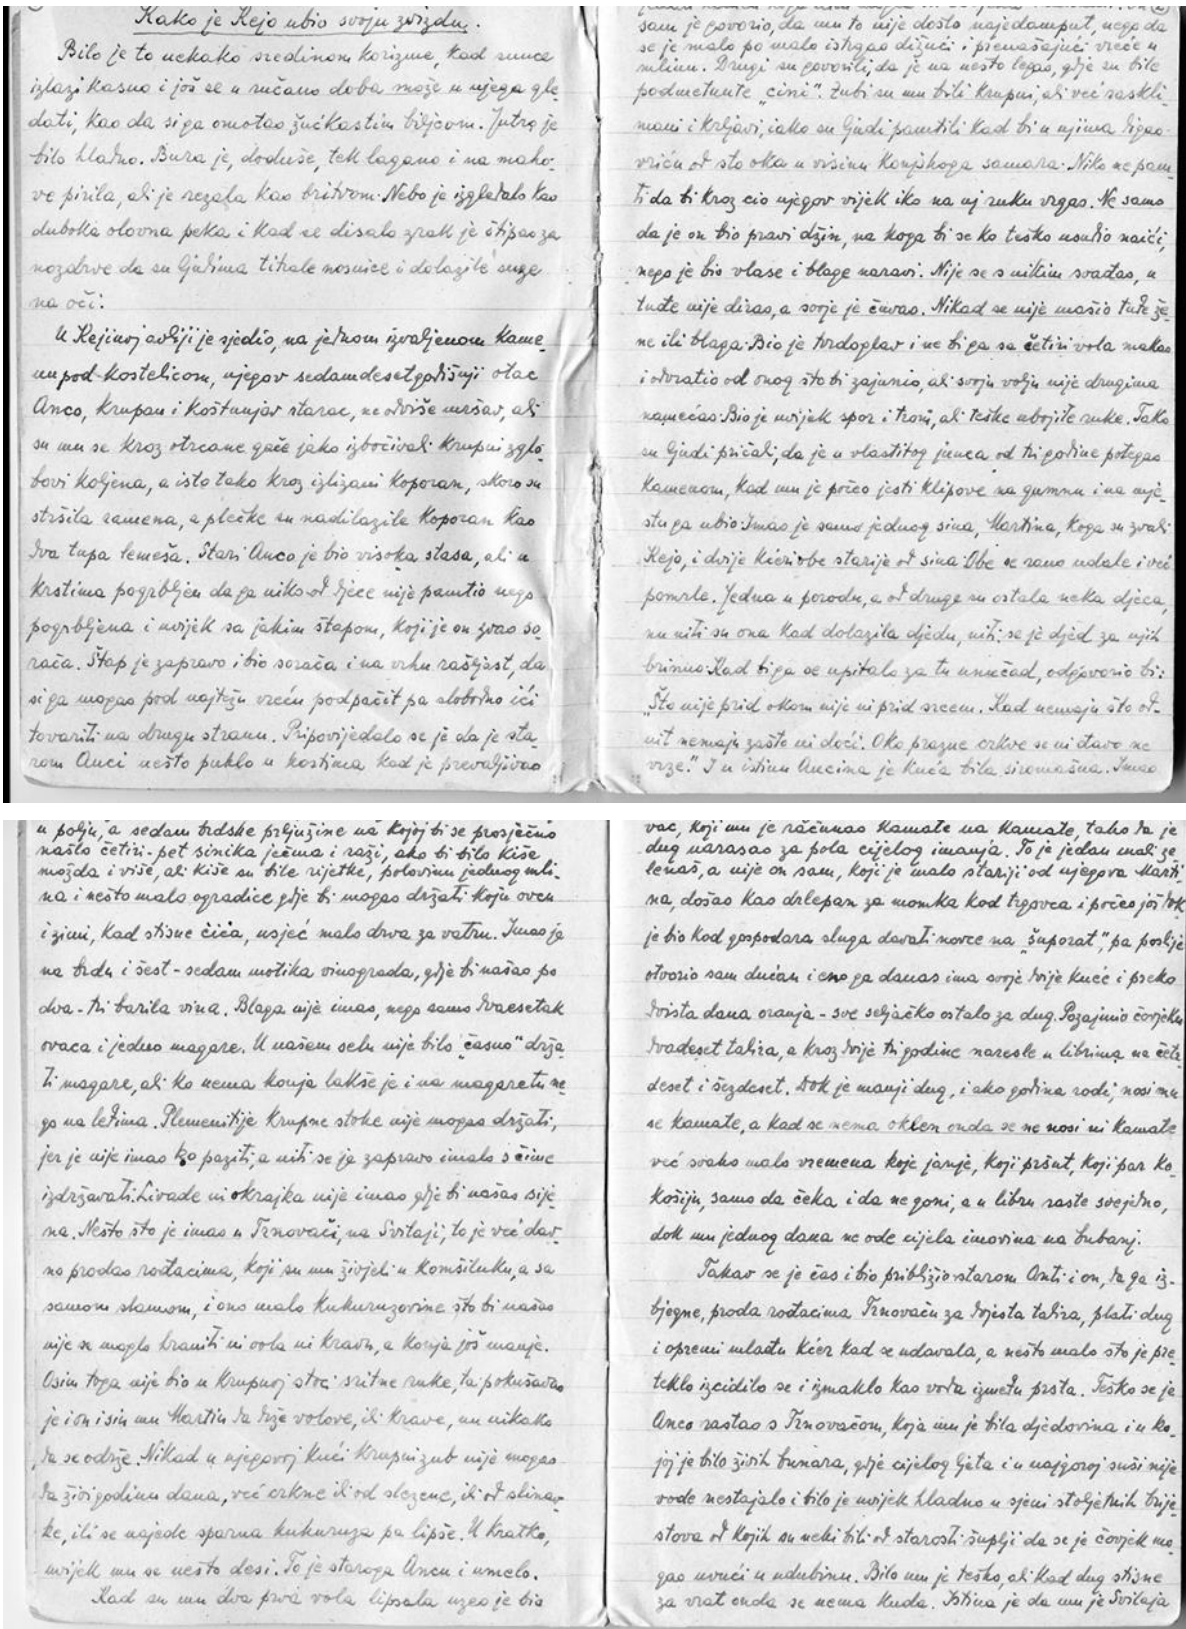 Kako je Kejo ubio svoju zvizdu.
Bilo je to nekako sredinom korizme, kad sunce
izlazi kasno i još se u ručano doba može u njega gle-
dati, kao da si ga omotao žućkastim biljcom. Jutro je
bilo hladno. Bura je, doduše, tek lagano i na maho-
ve pirila, ali je rezala kao britvom. Nebo je izgledalo kao
duboka olovna peka i kad se disalo zrak je štipao za
nozdrve da su ljudima titrale nosnice i dolazile suze
na oči.
U Kejinoj avliji je sjedio, na jednom izvaljenom kame-
nu pod kostelicom, njegov sedamdesetgodišnji otac
Anco, krupan i koštunjav starac, ne odviše mršav, ali
su mu se kroz otrcane gaće jako izbočivali krupni zglo-
bovi koljena, a isto tako kroz izlizani koporan, skoro su
stršila ramena, a plećke su nadilazile koporan kao
dva tupa lemeša. Stari Anco je bio visoka stasa, ali u
krstima pogrbljen da ga niko od djece nije pamtio nego
pogrbljena i uvijek sa jakim štapom, koji je on zvao so-
rača. Štap je zapravo i bio sorača i na vrhu rašljast, da
si ga mogao pod najtežu vreću podpačit pa slobodno ići
tovariti na drugu stranu. Pripovijedalo se je da je sta-
rom Anci nešto puklo u kostima kad je prevaljivao
sam je govorio, da mu to nije došlo najedamput, nego da
se je malo po malo istrgao dižući i prenašajući vreće u
mlinu. Drugi su govorili, da je na nešto legao, gdje su bile
podmetnute „cini". Zubi su mu bili krupni, ali već raskli-
mani i krljavi, iako su ljudi pamtili kad bi u njima digao
vriću od sto oka u visinu konjskoga samara. Niko ne pam-
ti da bi kroz cio njegov vijek iko na nj ruku vrgao. Ne samo
da je on bio pravi džin, na koga bi se ko teško usudio naići,
nego je bio vlase i blage naravi. Nije se s nikim svađao, u
tuđe nije dirao, a svoje je čuvao. Nikad se nije mašio tuđe že-
ne ili blaga. Bio je tvrdoglav i ne bi ga sa četiri vola makao
i odvratio od onog što bi zajunio, ali svoju volju nije drugima
namećao. Bio je uvijek spor i trom, ali teške ubojite ruke. Tako
su ljudi pričali, da je u vlastitog junca od tri godine potegao
kamenom, kad mu je počeo jesti klipove na gumnu i na mje-
stu ga ubio. Imao je samo jednog sina, Martina, koga su zvali
Kejo, i dvije kćeri obe starije od sina. Obe se rano udale i već
pomrle. Jedna u porodu, a od druge su ostala neka djeca,
nu niti su ona kad dolazila djedu, niti se je djed za njih
brinuo. Kad bi ga se upitalo za tu unučad, odgovorio bi:
„Što nije prid okom nije ni prid srcem. Kad nemaju što od-
nit nemaju zašto ni doći. Oko prazne crkve se ni đavo ne
vrze." I u istinu Ancina je kuća bila siromašna. Imao
u polju, a sedam brdske prljužine na kojoj bi se prosječno
našlo četiri-pet sinika ječma i raži, ako bi bilo kiše
možda i više, ali kiše su bile rijetke, polovinu jednog mli-
na i nešto malo ogradice gdje bi mogao držati koju ovcu
i zimi, kad stisne čiča, usjeć malo drva za vatru. Imao je
na brdu i šest-sedam motika vinograda, gdje bi našao po
dva-tri barila vina. Blaga nije imao, nego samo dvaesetak
ovaca i jedno magare. U našem selu nije bilo „časno" drža-
ti magare, ali ko nema konja lakše je i na magaretu ne-
go na leđima. Plemenitije krupne stoke nije mogao držati,
jer je nije imao ko paziti, a niti se je zapravo imalo s čime
izdržavati. Livade ni okrajka nije imao gdje bi našao sije-
na. Nešto što je imao u Trnovači, na Svitaji, to je već dav-
no prodao rođacima, koji su mu živjeli u komšiluku, a sa
samom slamom, i ono malo kukuruzovine što bi našao
nije se moglo hraniti ni vola ni kravu, a konja još manje.
Osim toga nije bio u krupnoj stoci sritne ruke, ta pokušavao
je i on i sin mu Martin da drže volove, ili krave, nu nikako
da se održe. Nikad u njegovoj kući krupni zub nije mogao
da živi godinu dana, već crkne ili od slezene, ili od slinav-
ke, ili se najede sparna kukuruza pa lipše. U kratko,
uvijek mu se nešto desi. To je staroga Ancu i umelo.
Kad su mu dva prva vola lipsala uzeo je bio
vac, koji mu je računao kamate na kamate, tako da je
dug narasao za pola cijelog imanja. To je jedan mali ze-
lenaš, a nije on sam, koji je malo stariji od njegova Marti-
na, došao kao drlepan za momka kod trgovca i počeo još dok
je bio kod gospodara sluga davati novce na „šuporat", pa poslije
otvorio sam dućan i eno ga danas ima svoje dvije kuće i preko
dvista dana oranja - sve seljačko ostalo za dug. Pozajmio čovjeku
dvadeset talira, a kroz dvije tri godine naresle u librima na četr-
deset i šezdeset. Dok je manji dug, i ako godina rodi, nosi mu
se kamate, a kad se nema oklen onda se ne nosi ni kamate
već svako malo vremena koje janje, koji pršut, koji par ko-
košiju, samo da čeka i da ne goni, a u libru raste svejedno,
dok mu jednog dana ne ode cijela imovina na bubanj.
Takav se je čas i bio približio starom Anti i on, da ga iz-
bjegne, proda rođacima Trnovaču za dvjesta talira, plati dug
i opremi mlađu kćer kad se udavala, a nešto malo što je pre-
teklo izcidilo se i izmaklo kao voda između prsta. Teško se je
Anco rastao s Trnovačom, koja mu je bila djedovina i u ko-
joj je bilo živih bunara, gdje cijelog ljeta i u najgoroj suši nije
vode nestajalo i bilo je uvijek hladno u sjeni stoljetnih brije-
stova od kojih su neki bili od starosti šuplji da se je čovjek mo-
gao uvući u udubinu. Bilo mu je teško, ali kad dug stisne
za vrat onda se nema kuda. Istina je da mu je Svitaja